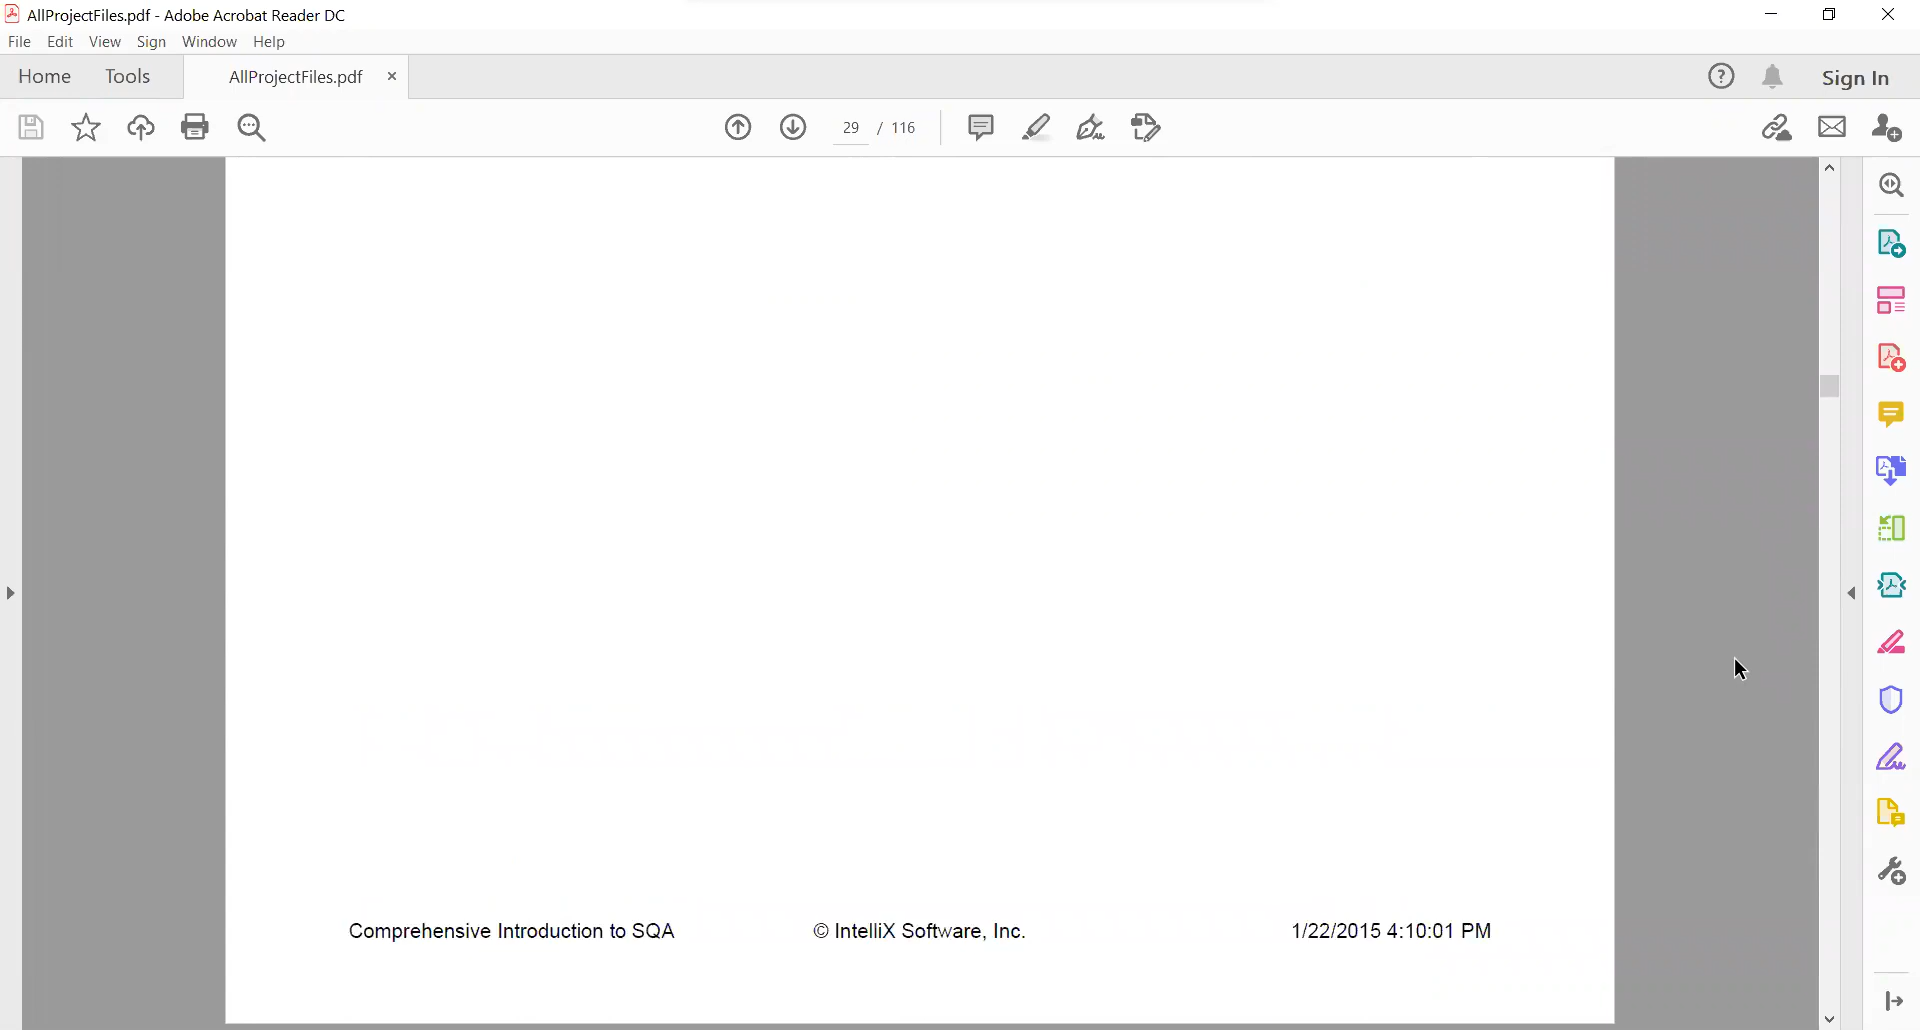 AllProjectFiles.pdf - Adobe Acrobat Reader DC
File Edit View Sign Window Help
Home Tools AllProjectFiles.pdf × Sign In
29 / 116
Comprehensive Introduction to SQA © IntelliX Software, Inc. 1/22/2015 4:10:01 PM